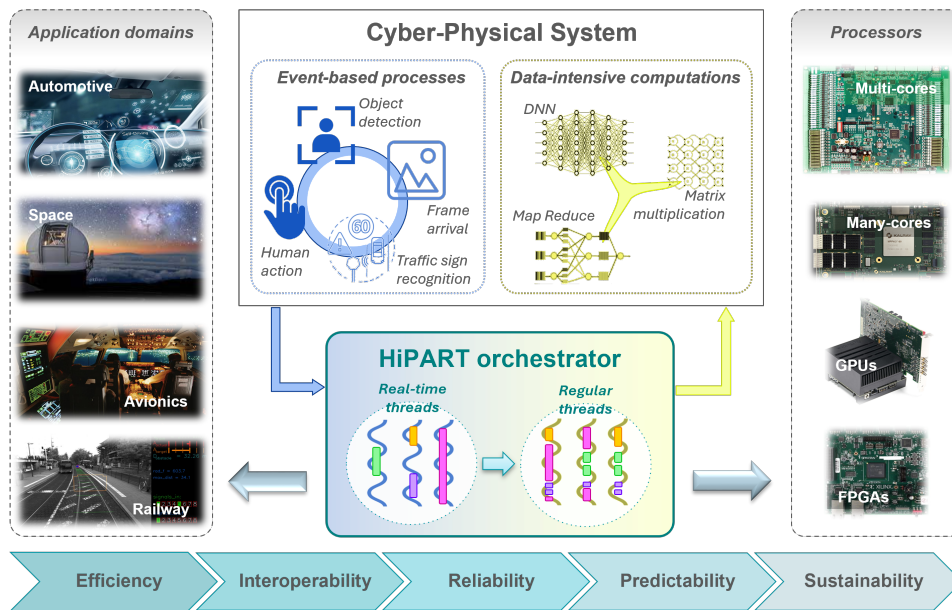 Application domains
Automotive
Space
Avionics
Railway
Cyber-Physical System
Event-based processes
Object
detection
Frame
arrival
60
Human
action
Traffic sign
recognition
Data-intensive computations
DNN
Matrix
multiplication
Map Reduce
HiPART orchestrator
Real-time
threads
Regular
threads
Processors
Multi-cores
Many-cores
GPUs
FPGAs
Efficiency
Interoperability
Reliability
Predictability
Sustainability